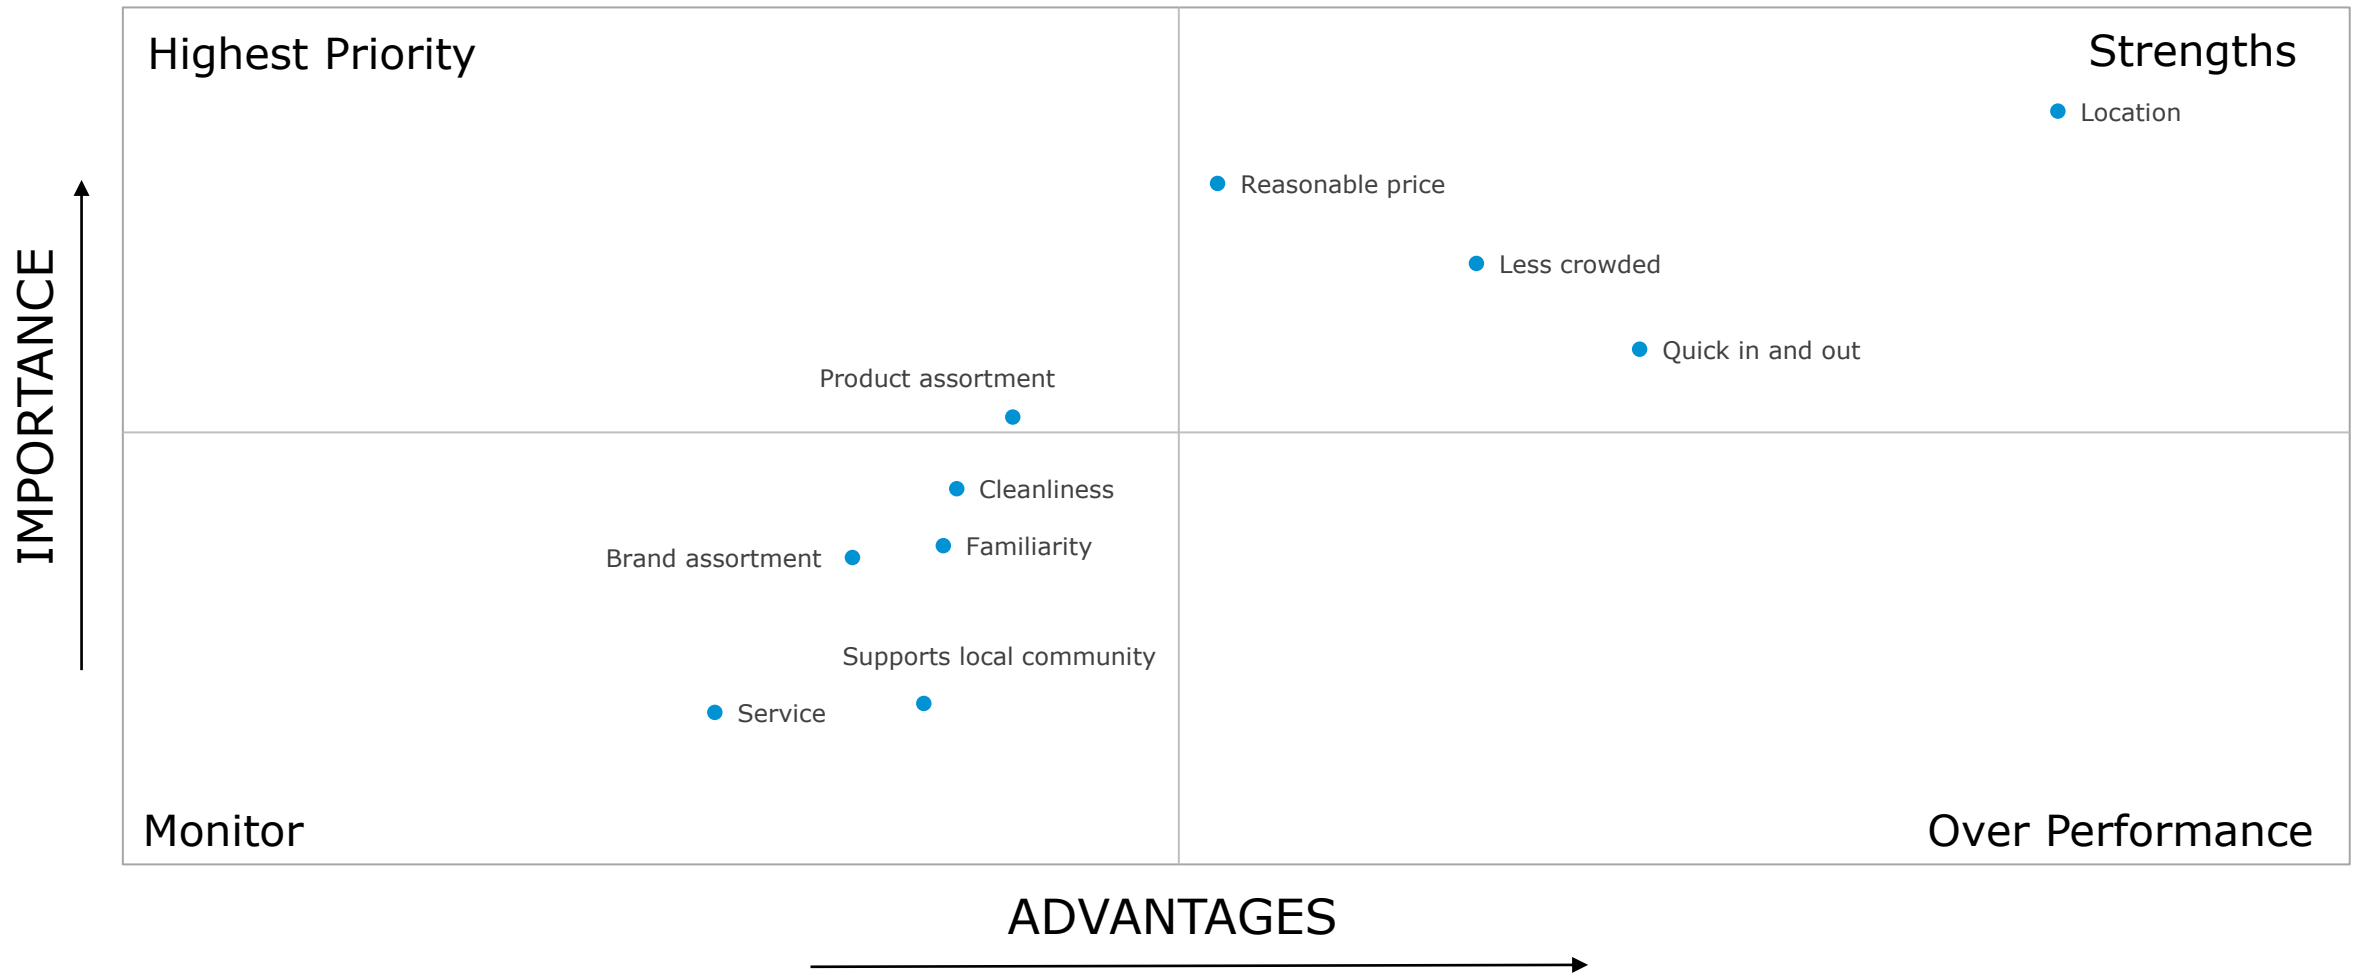 Highest Priority
Strengths
Location
Reasonable price
Less crowded
Quick in and out
Product assortment
IMPORTANCE
Cleanliness
Familiarity
Brand assortment
Supports local community
Service
Monitor
Over Performance
ADVANTAGES